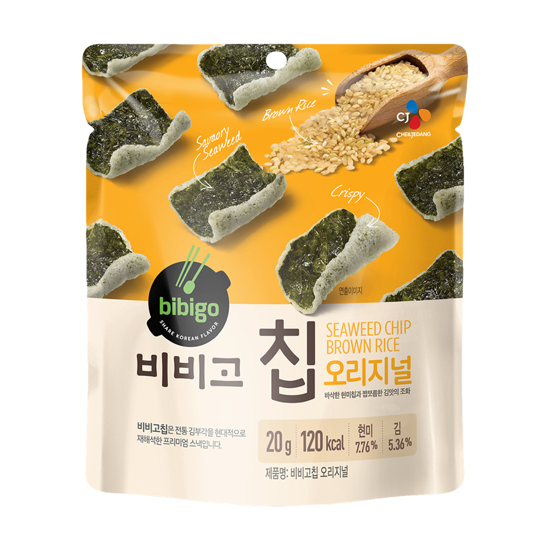 Brown Rice
CJ
CHEILJEDANG
Savory
Seaweed
Crispy
연출이미지
bibigo
SHARE KOREAN FLAVOR
비비고
칩
SEAWEED CHIP
BROWN RICE
오리지널
바삭한 현미칩과 짭쪼름한 김맛의 조화
비비고칩은 전통 김부각을 현대적으로
재해석한 프리미엄 스낵입니다.
20 g
120 kcal
현미
7.76%
김
5.36%
제품명: 비비고칩 오리지널